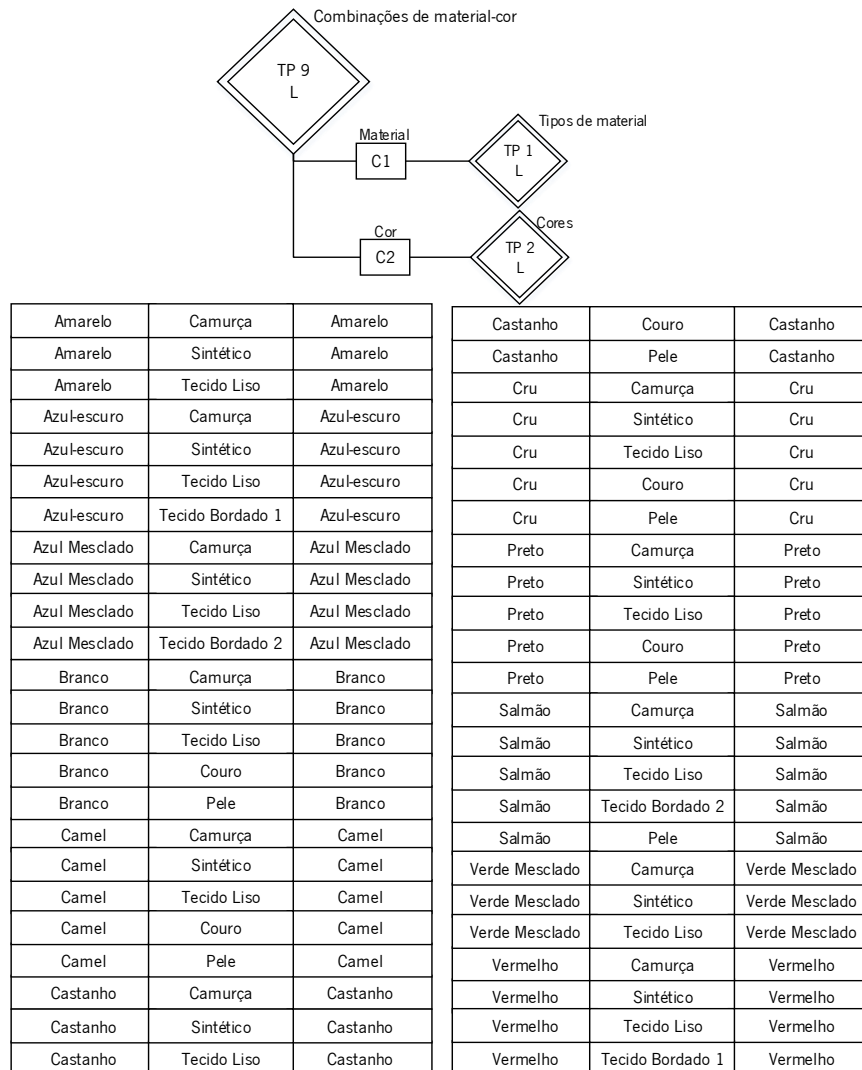 Combinações de material-cor
TP 9
L
Tipos de material
Material
C1
TP 1
L
Cores
Cor
C2
TP 2
L
Amarelo Camurça Amarelo
Amarelo Sintético Amarelo
Amarelo Tecido Liso Amarelo
Azul-escuro Camurça Azul-escuro
Azul-escuro Sintético Azul-escuro
Azul-escuro Tecido Liso Azul-escuro
Azul-escuro Tecido Bordado 1 Azul-escuro
Azul Mesclado Camurça Azul Mesclado
Azul Mesclado Sintético Azul Mesclado
Azul Mesclado Tecido Liso Azul Mesclado
Azul Mesclado Tecido Bordado 2 Azul Mesclado
Branco Camurça Branco
Branco Sintético Branco
Branco Tecido Liso Branco
Branco Couro Branco
Branco Pele Branco
Camel Camurça Camel
Camel Sintético Camel
Camel Tecido Liso Camel
Camel Couro Camel
Camel Pele Camel
Castanho Camurça Castanho
Castanho Sintético Castanho
Castanho Tecido Liso Castanho
Castanho Couro Castanho
Castanho Pele Castanho
Cru Camurça Cru
Cru Sintético Cru
Cru Tecido Liso Cru
Cru Couro Cru
Cru Pele Cru
Preto Camurça Preto
Preto Sintético Preto
Preto Tecido Liso Preto
Preto Couro Preto
Preto Pele Preto
Salmão Camurça Salmão
Salmão Sintético Salmão
Salmão Tecido Liso Salmão
Salmão Tecido Bordado 2 Salmão
Salmão Pele Salmão
Verde Mesclado Camurça Verde Mesclado
Verde Mesclado Sintético Verde Mesclado
Verde Mesclado Tecido Liso Verde Mesclado
Vermelho Camurça Vermelho
Vermelho Sintético Vermelho
Vermelho Tecido Liso Vermelho
Vermelho Tecido Bordado 1 Vermelho